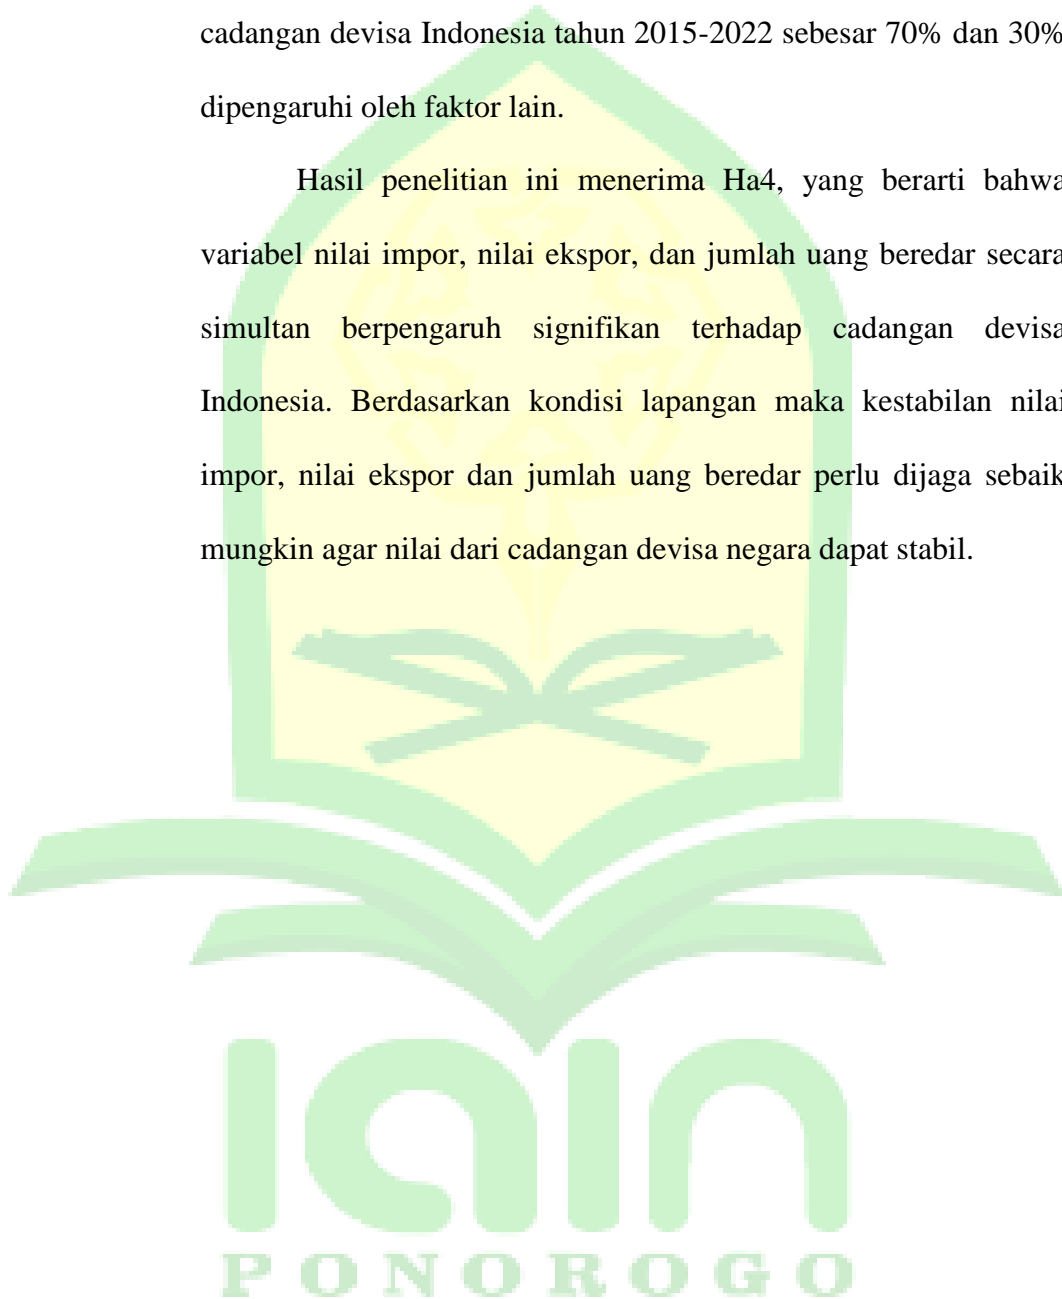 cadangan devisa Indonesia tahun 2015-2022 sebesar 70% dan 30%
dipengaruhi oleh faktor lain.
Hasil penelitian ini menerima Ha4, yang berarti bahwa
variabel nilai impor, nilai ekspor, dan jumlah uang beredar secara
simultan berpengaruh signifikan terhadap cadangan devisa
Indonesia. Berdasarkan kondisi lapangan maka kestabilan nilai
impor, nilai ekspor dan jumlah uang beredar perlu dijaga sebaik
mungkin agar nilai dari cadangan devisa negara dapat stabil.
iain
PONOROGO